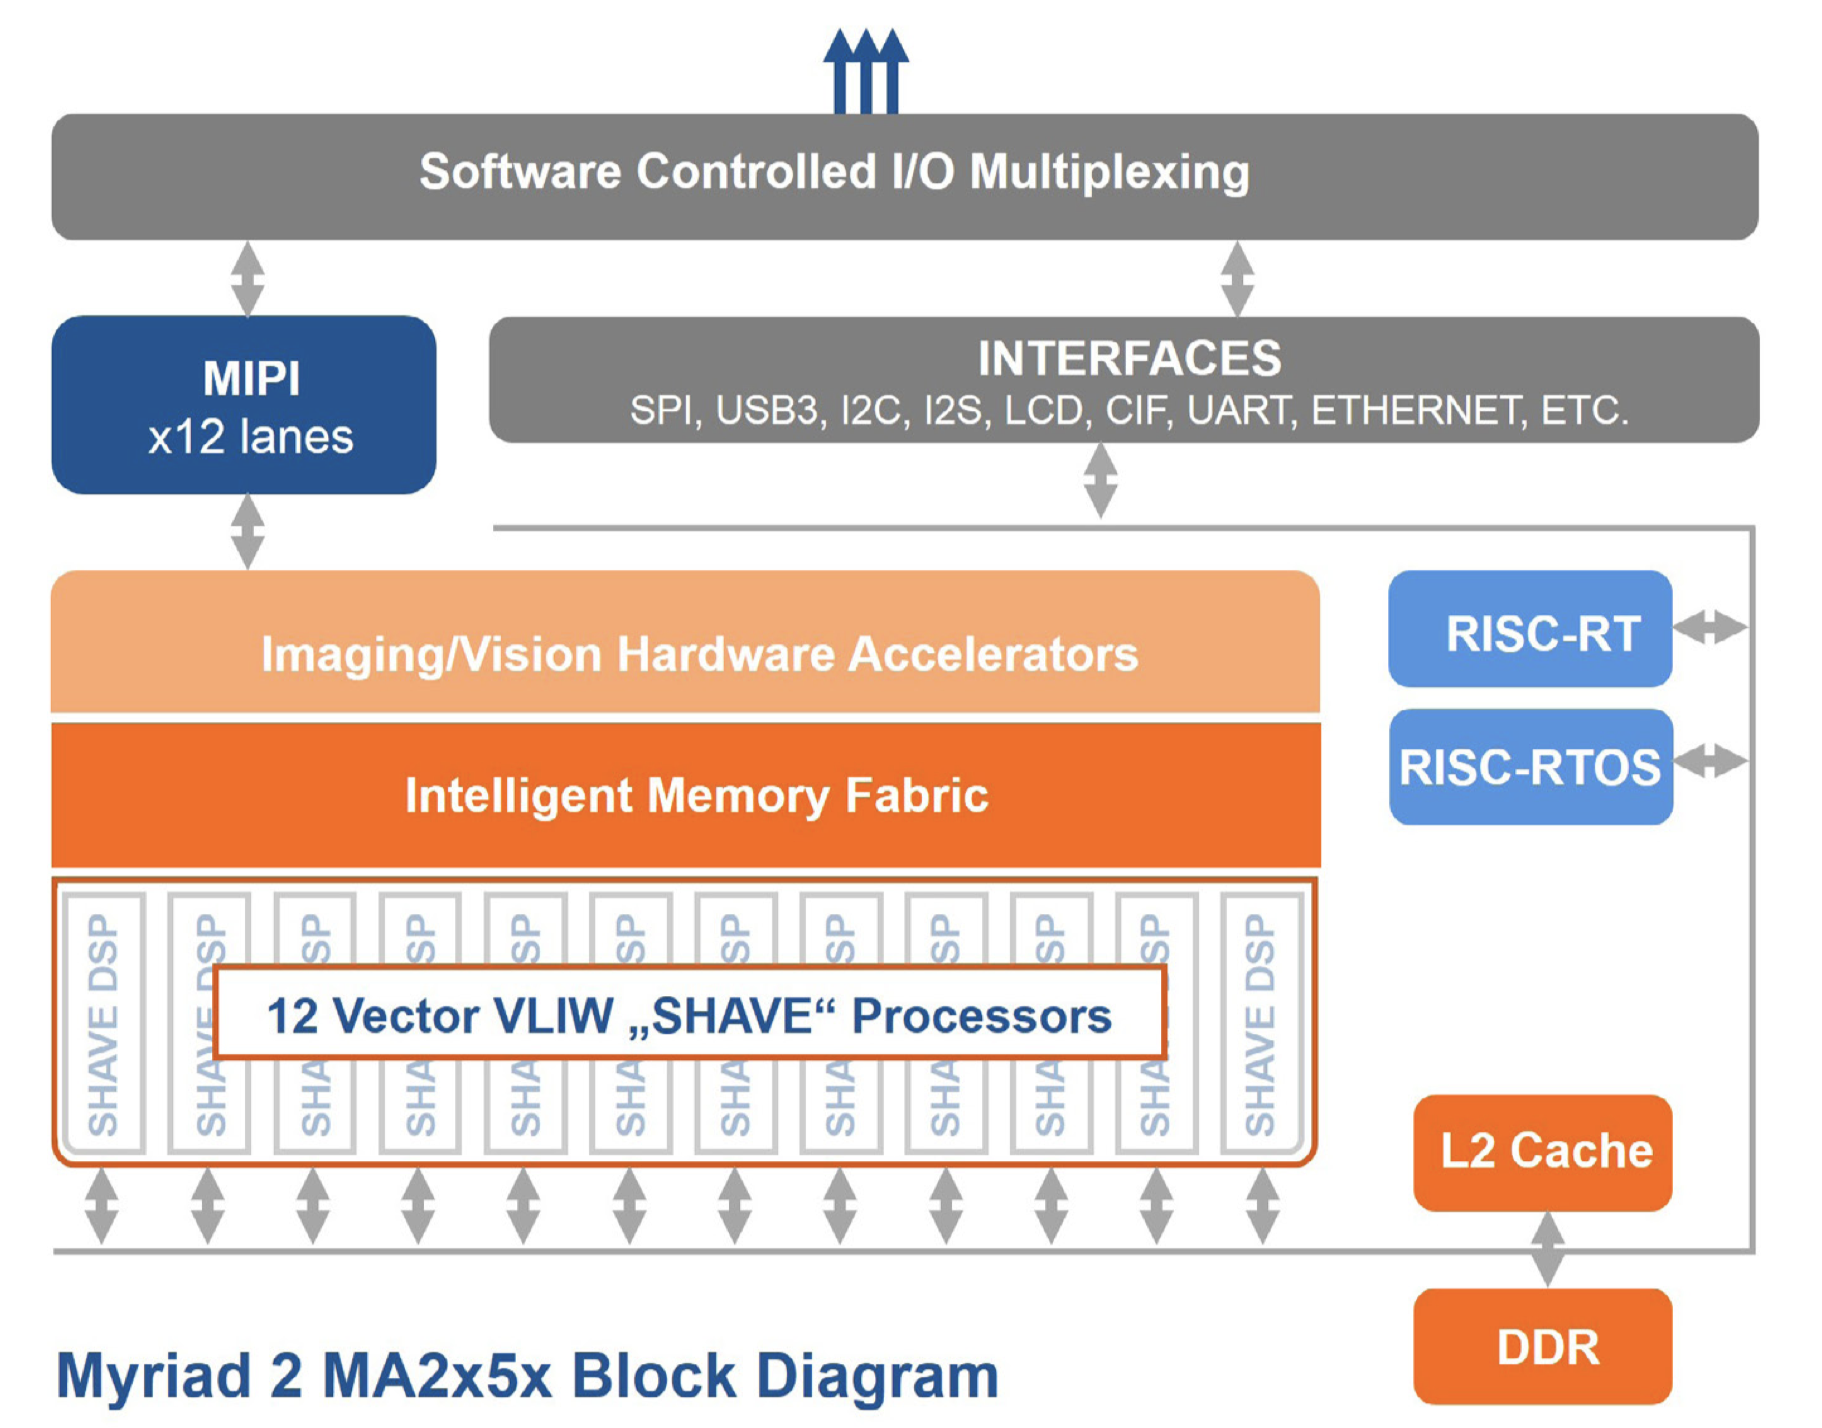 Software Controlled I/O Multiplexing
MIPI
x12 lanes
INTERFACES
SPI, USB3, I2C, I2S, LCD, CIF, UART, ETHERNET, ETC.
Imaging/Vision Hardware Accelerators
RISC-RT
Intelligent Memory Fabric
RISC-RTOS
SHAVE DSP
SHAVE DSP
SHA SP
SHA SP
SHA SP
SHA SP
SHA SP
SHA SP
SHA SP
SHA SP
SHA SP
SHAVE DSP
12 Vector VLIW „SHAVE“ Processors
L2 Cache
DDR
Myriad 2 MA2x5x Block Diagram